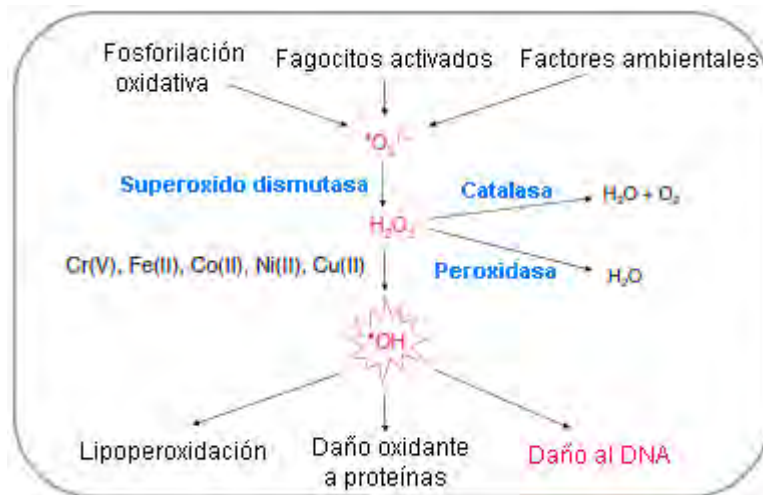 Fosforilación
oxidativa
Fagocitos activados
Factores ambientales
•O₂•⁻
Superoxido dismutasa
Catalasa
H₂O + O₂
H₂O₂
Cr(V), Fe(II), Co(II), Ni(II), Cu(II)
Peroxidasa
H₂O
•OH
Lipoperoxidación
Daño oxidante
a proteínas
Daño al DNA